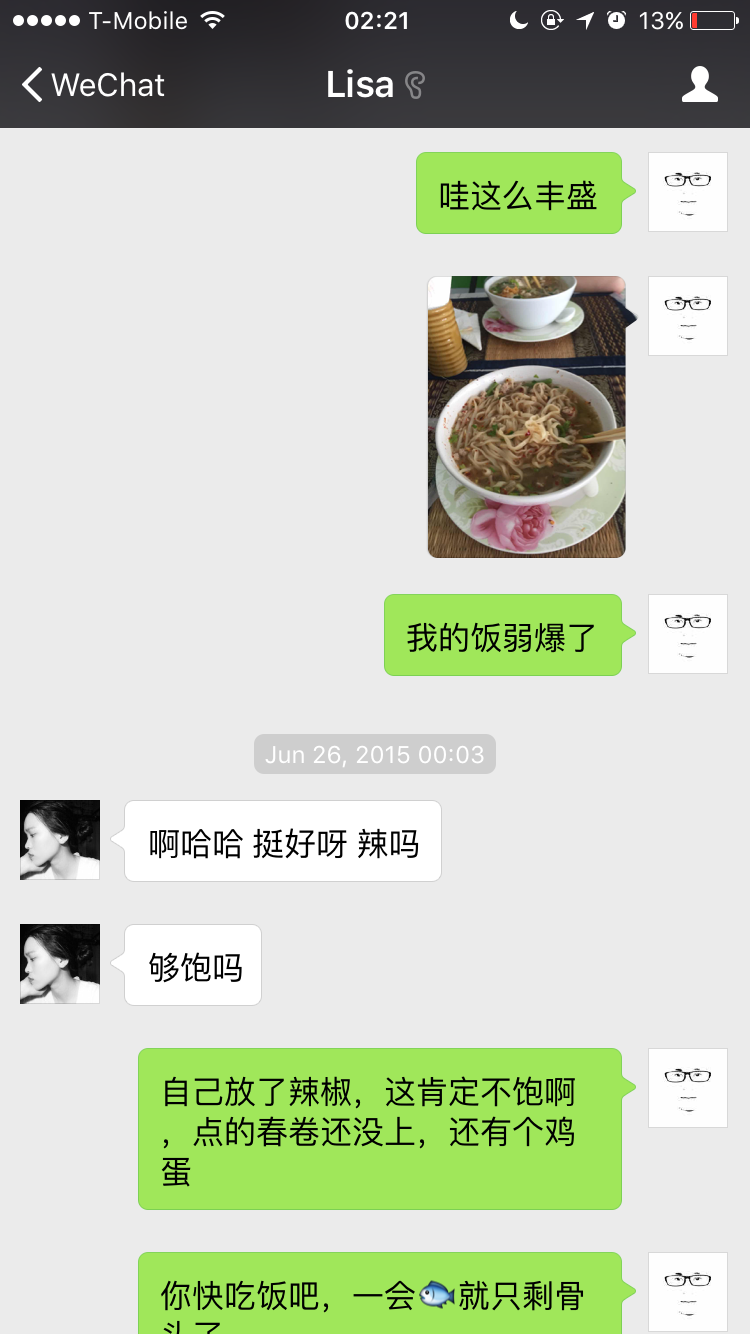 T-Mobile 02:21 13%
WeChat Lisa
哇这么丰盛
我的饭弱爆了
Jun 26, 2015 00:03
啊哈哈 挺好呀 辣吗
够饱吗
自己放了辣椒，这肯定不饱啊
，点的春卷还没上，还有个鸡
蛋
你快吃饭吧，一会🐟就只剩骨
头了